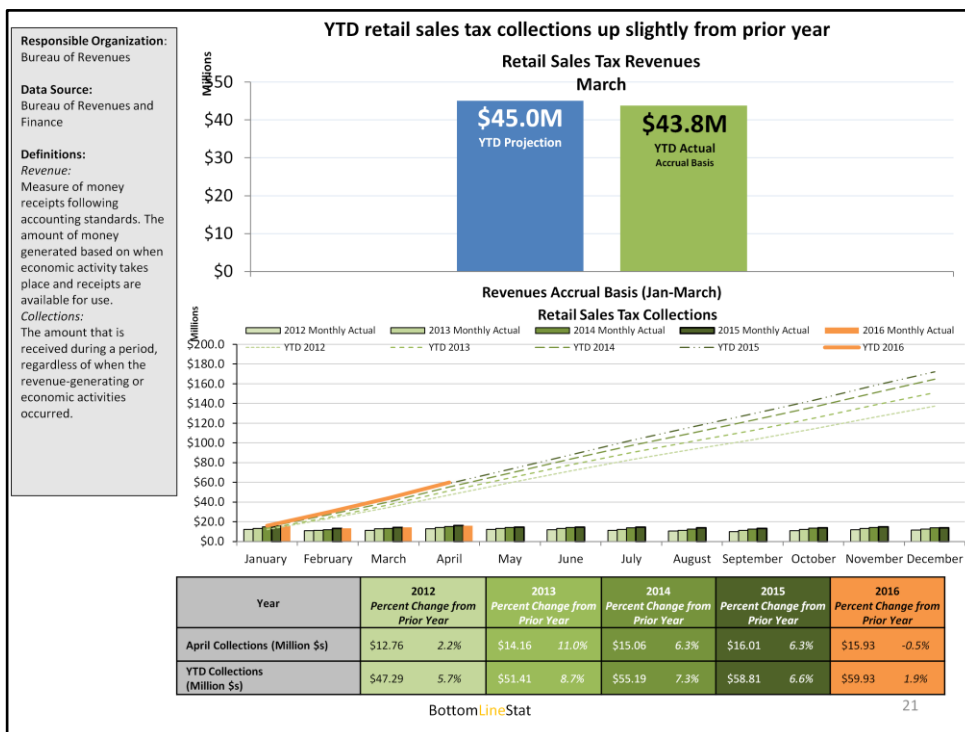 YTD retail sales tax collections up slightly from prior year
Responsible Organization:
Bureau of Revenues
Data Source:
Bureau of Revenues and
Finance
Definitions:
Revenue:
Measure of money
receipts following
accounting standards. The
amount of money
generated based on when
economic activity takes
place and receipts are
available for use.
Collections:
The amount that is
received during a period,
regardless of when the
revenue-generating or
economic activities
occurred.
Retail Sales Tax Revenues
March
Millions
$50
$40
$30
$20
$10
$0
$45.0M
YTD Projection
$43.8M
YTD Actual
Accrual Basis
Revenues Accrual Basis (Jan-March)
Retail Sales Tax Collections
Millions
2012 Monthly Actual 2013 Monthly Actual 2014 Monthly Actual 2015 Monthly Actual 2016 Monthly Actual
YTD 2012 YTD 2013 YTD 2014 YTD 2015 YTD 2016
$200.0
$180.0
$160.0
$140.0
$120.0
$100.0
$80.0
$60.0
$40.0
$20.0
$0.0
January February March April May June July August September October November December
Year
2012
Percent Change from
Prior Year
2013
Percent Change from
Prior Year
2014
Percent Change from
Prior Year
2015
Percent Change from
Prior Year
2016
Percent Change from
Prior Year
April Collections (Million $s) $12.76 2.2% $14.16 11.0% $15.06 6.3% $16.01 6.3% $15.93 -0.5%
YTD Collections
(Million $s) $47.29 5.7% $51.41 8.7% $55.19 7.3% $58.81 6.6% $59.93 1.9%
BottomLineStat
21